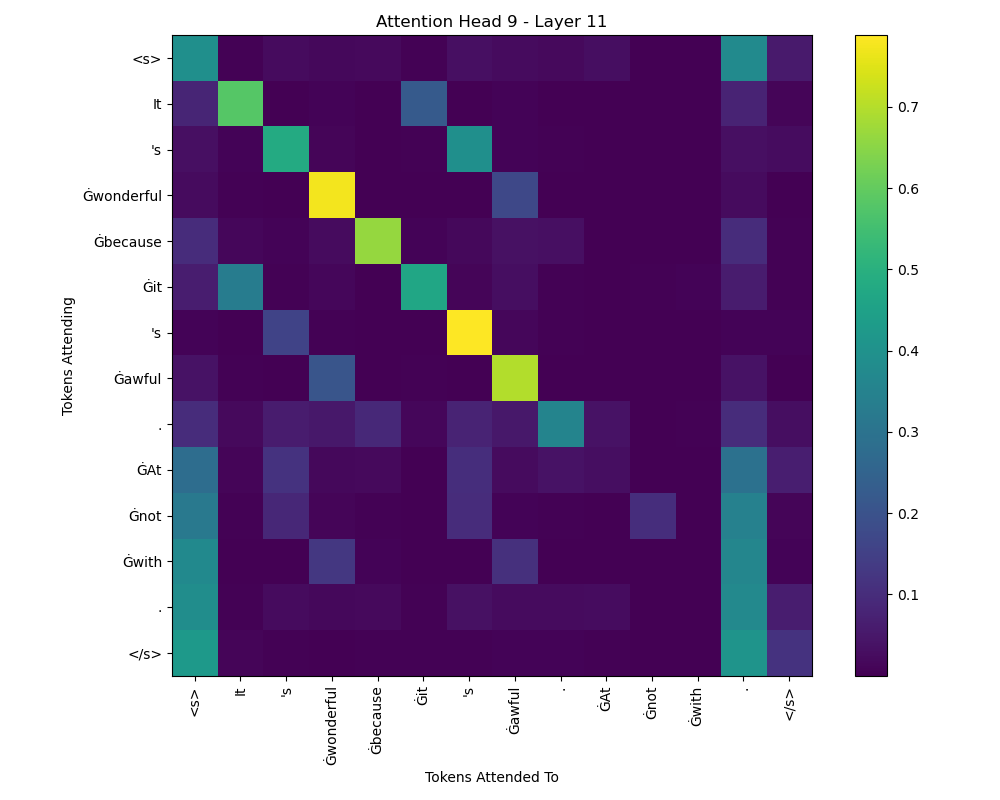 Attention Head 9 - Layer 11
Tokens Attending
<s>
It
's
Ġwonderful
Ġbecause
Ġit
's
Ġawful
.
ĠAt
Ġnot
Ġwith
.
</s>
<s>
It
's
Ġwonderful
Ġbecause
Ġit
's
Ġawful
.
ĠAt
Ġnot
Ġwith
.
</s>
Tokens Attended To
0.7
0.6
0.5
0.4
0.3
0.2
0.1